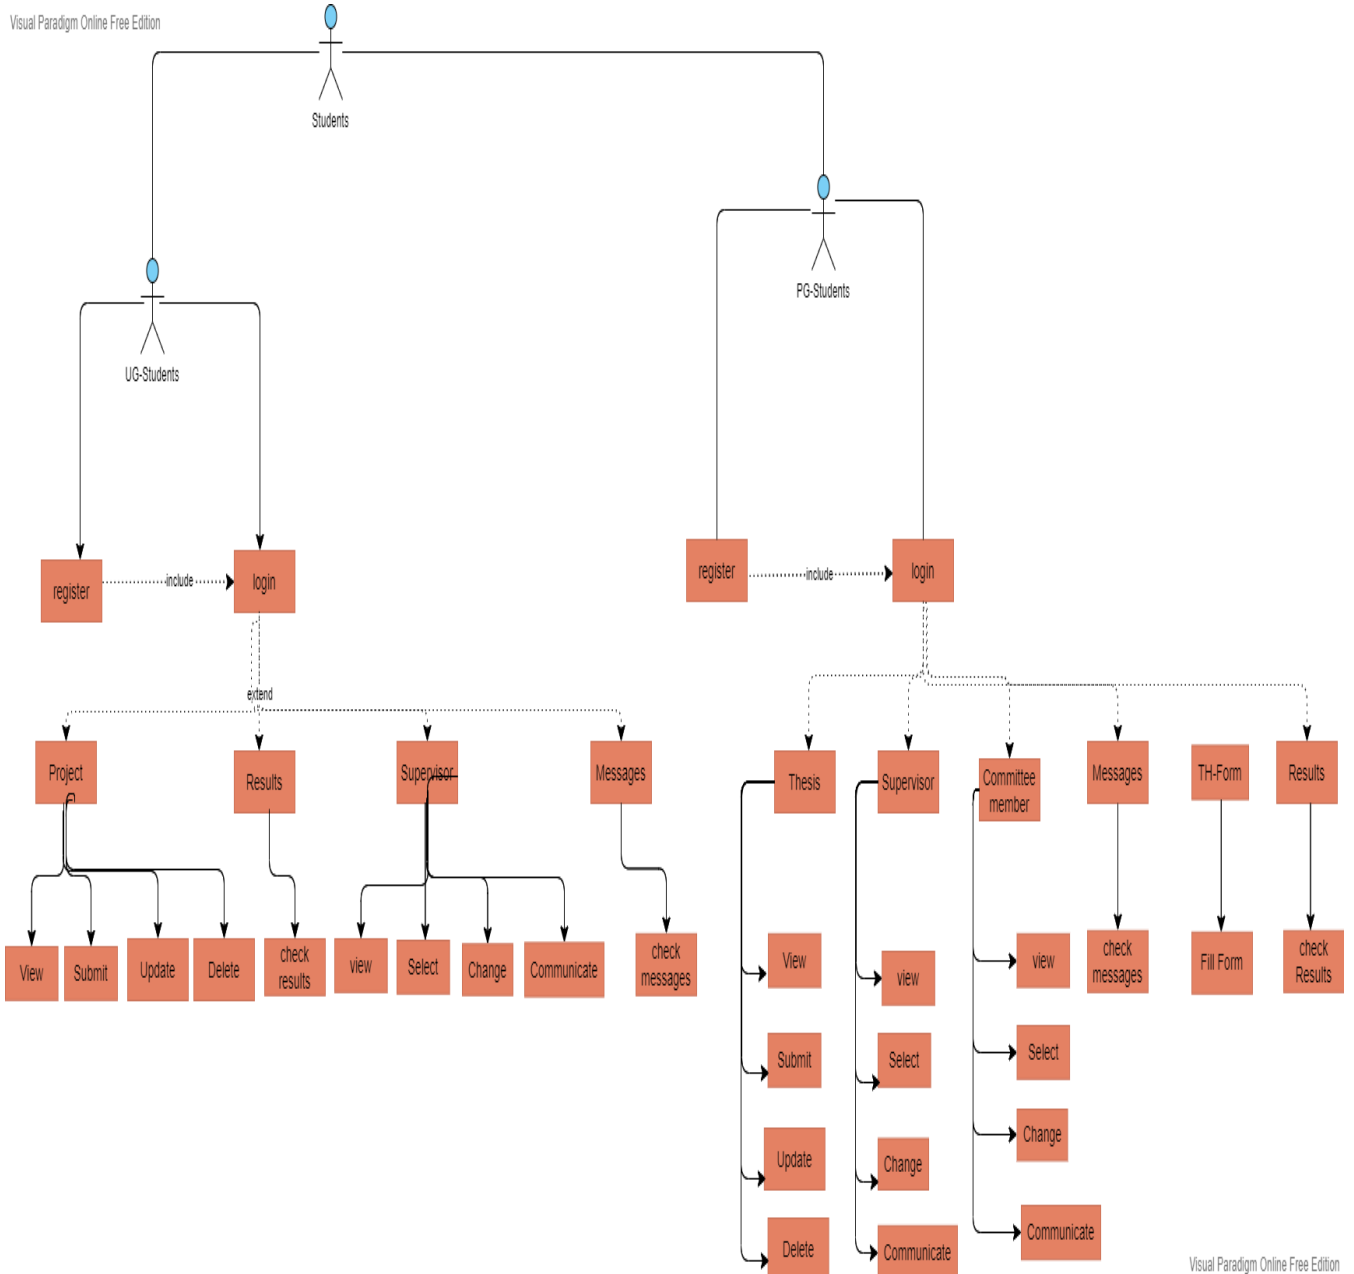 Visual Paradigm Online Free Edition
Students
PG-Students
UG-Students
register
include
login
register
include
login
extend
Project
Results
Supervisor
Messages
Thesis
Supervisor
Committee
member
Messages
TH-Form
Results
View
Submit
Update
Delete
check
results
view
Select
Change
Communicate
check
messages
View
Submit
Update
Delete
view
Select
Change
Communicate
view
Select
Change
Communicate
check
messages
Fill Form
check
Results
Visual Paradigm Online Free Edition